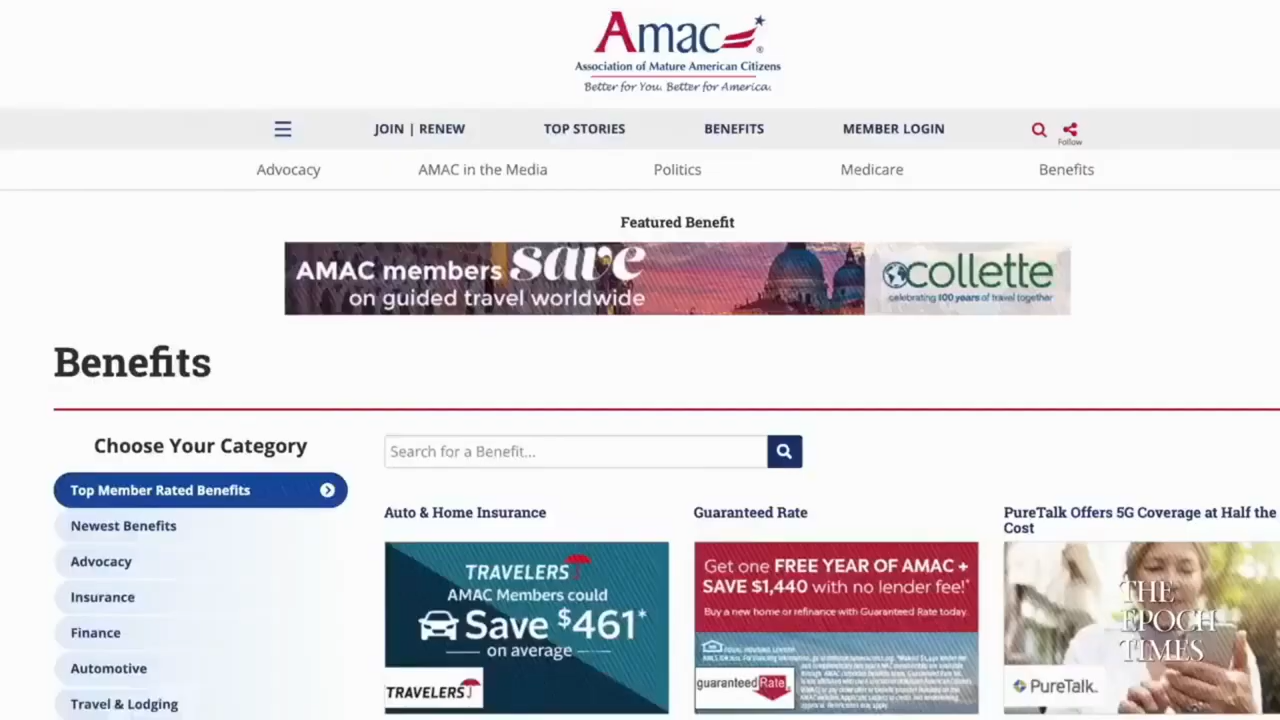 Amac
®
Association of Mature American Citizens
Better for You. Better for America.
JOIN | RENEW
TOP STORIES
BENEFITS
MEMBER LOGIN
Follow
Advocacy
AMAC in the Media
Politics
Medicare
Benefits
Featured Benefit
AMAC members save
on guided travel worldwide
collette
celebrating 100 years of travel together
Benefits
Choose Your Category
Top Member Rated Benefits
Newest Benefits
Advocacy
Insurance
Finance
Automotive
Travel & Lodging
Search for a Benefit...
Auto & Home Insurance
TRAVELERS
AMAC Members could
Save $461*
on average
TRAVELERS
Guaranteed Rate
Get one FREE YEAR OF AMAC +
SAVE $1,440 with no lender fee!*
Buy a new home or refinance with Guaranteed Rate today.
guaranteed Rate
PureTalk Offers 5G Coverage at Half the
Cost
THE
EPOCH
TIMES
PureTalk.